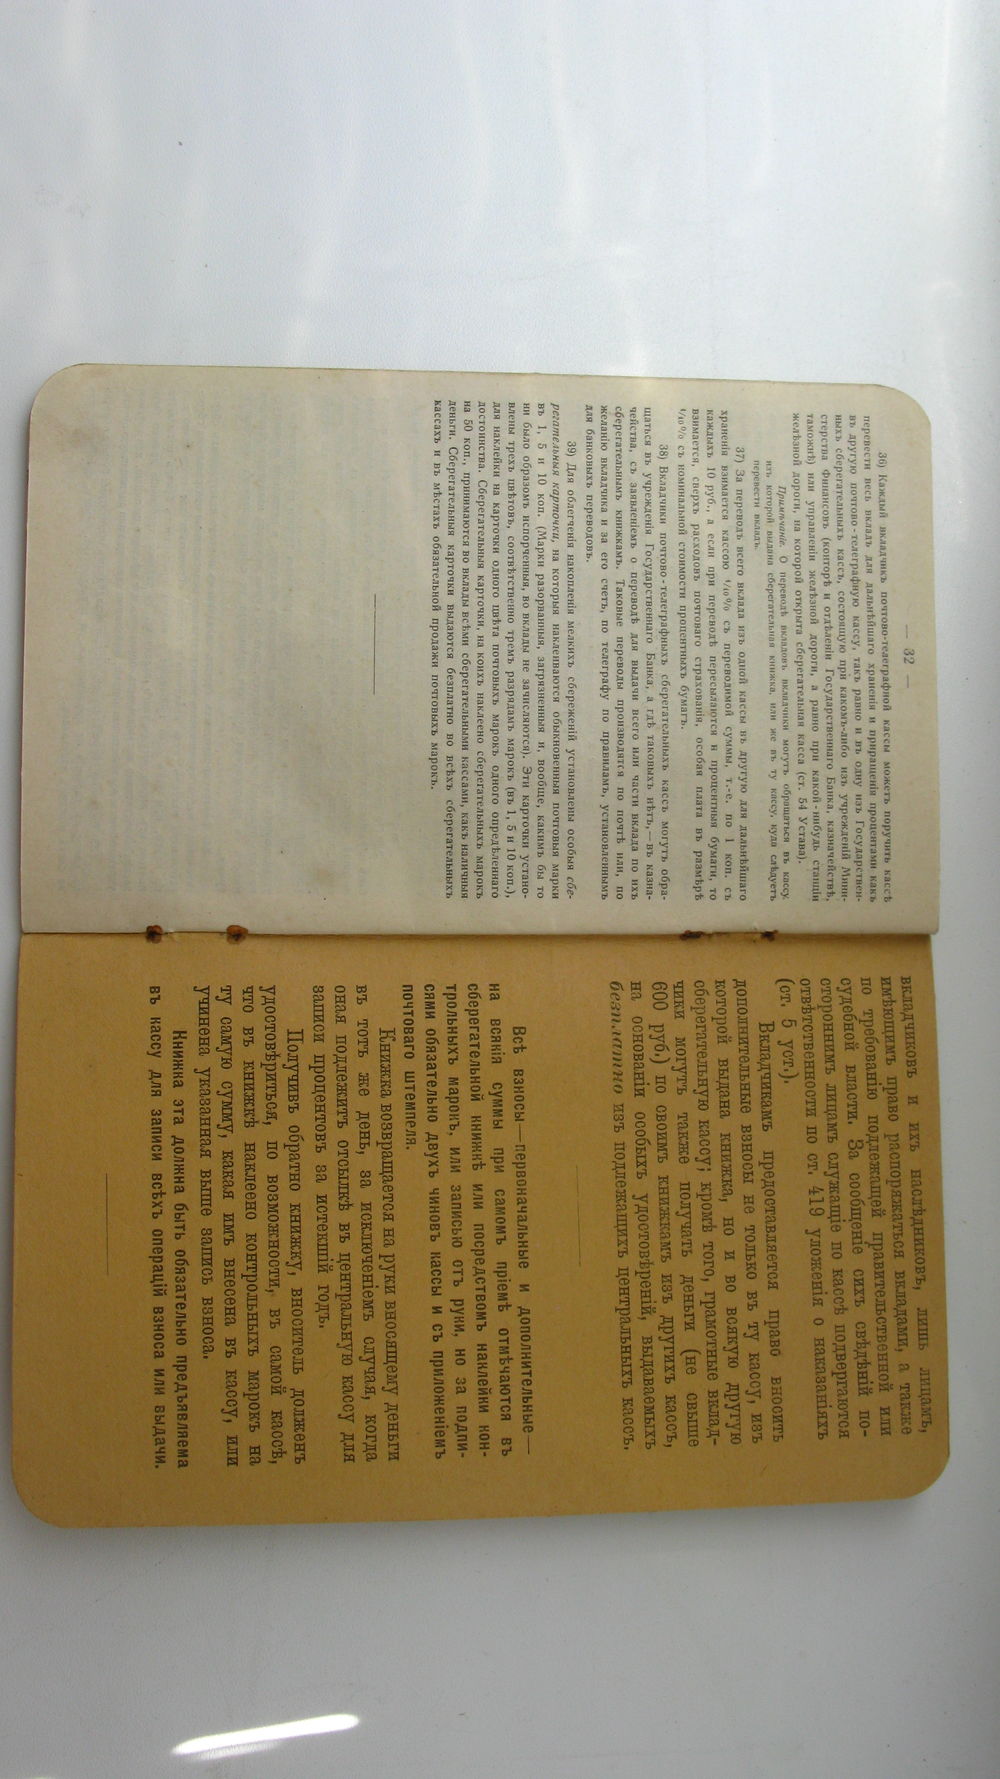 — 32 —
36) Каждый вкладчикъ почтово-телеграфной кассы можетъ поручить кассѣ
перевести весь вкладъ для дальнѣйшаго храненія и приращенія процентами какъ
въ другую почтово-телеграфную кассу, такъ равно и въ одну изъ Государствен-
ныхъ сберегательныхъ кассъ, состоящую при какомъ-либо изъ учрежденій Мини-
стерства Финансовъ (конторѣ и отдѣленіи Государственнаго Банка, казначействѣ,
таможнѣ) или управленіи желѣзной дороги, а равно при какой-нибудь станціи
желѣзной дороги, на которой открыта сберегательная касса (ст. 54 Устава).
Примѣчаніе. О переводѣ вкладовъ вкладчики могутъ обращаться въ кассу,
изъ которой выдана сберегательная книжка, или же въ ту кассу, куда слѣдуетъ
перевести вкладъ.
37) За переводъ всего вклада изъ одной кассы въ другую для дальнѣйшаго
храненія взимается кассою 1/10% съ переводимой суммы, т.-е. по 1 коп. съ
каждыхъ 10 руб., а если при переводѣ пересылаются и процентныя бумаги, то
взимается, сверхъ расходовъ почтоваго страхованія, особая плата въ размѣрѣ
1/10% съ номинальной стоимости процентныхъ бумагъ.
38) Вкладчики почтово-телеграфныхъ сберегательныхъ кассъ могутъ обра-
щаться въ учрежденія Государственнаго Банка, а гдѣ таковыхъ нѣтъ,—въ казна-
чейства, съ заявленіемъ о переводѣ для выдачи всего или части вклада по ихъ
сберегательнымъ книжкамъ. Таковые переводы производятся по почтѣ или, по
желанію вкладчика и за его счетъ, по телеграфу по правиламъ, установленнымъ
для банковыхъ переводовъ.
39) Для облегченія накопленія мелкихъ сбереженій установлены особыя сбе-
регательныя карточки, на которыя наклеиваются обыкновенныя почтовыя марки
въ 1, 5 и 10 коп. (Марки разорванныя, загрязненныя и, вообще, какимъ бы то
ни было образомъ испорченныя, во вклады не зачисляются). Эти карточки устано-
влены трехъ цвѣтовъ, соотвѣтственно тремъ разрядамъ марокъ (въ 1, 5 и 10 коп.),
для наклейки на карточки одного цвѣта почтовыхъ марокъ одного опредѣленнаго
достоинства. Сберегательныя карточки, на коихъ наклеено сберегательныхъ марокъ
на 50 коп., принимаются во вклады всѣми сберегательными кассами, какъ наличныя
деньги. Сберегательныя карточки выдаются безплатно во всѣхъ сберегательныхъ
кассахъ и въ мѣстахъ обязательной продажи почтовыхъ марокъ.
вкладчиковъ и ихъ наслѣдниковъ, лишь лицамъ,
имѣющимъ право распоряжаться вкладами, а также
по требованію подлежащей правительственной или
судебной власти. За сообщеніе сихъ свѣдѣній по-
стороннимъ лицамъ служащіе по кассѣ подвергаются
отвѣтственности по ст. 419 уложенія о наказаніяхъ
(ст. 5 уст.).
Вкладчикамъ предоставляется право вносить
дополнительные взносы не только въ ту кассу, изъ
которой выдана книжка, но и во всякую другую
сберегательную кассу; кромѣ того, грамотные вклад-
чики могутъ также получать деньги (не свыше
600 руб.) по своимъ книжкамъ изъ другихъ кассъ,
на основаніи особыхъ удостовѣреній, выдаваемыхъ
безплатно изъ подлежащихъ центральныхъ кассъ.
Всѣ взносы—первоначальные и дополнительные—
на всякія суммы при самомъ пріемѣ отмѣчаются въ
сберегательной книжкѣ или посредствомъ наклейки кон-
трольныхъ марокъ, или записью отъ руки, но за подпи-
сями обязательно двухъ чиновъ кассы и съ приложеніемъ
почтоваго штемпеля.
Книжка возвращается на руки вносящему деньги
въ тотъ же день, за исключеніемъ случая, когда
оная подлежитъ отсылкѣ въ центральную кассу для
записи процентовъ за истекшій годъ.
Получивъ обратно книжку, вноситель долженъ
удостовѣриться, по возможности, въ самой кассѣ,
что въ книжкѣ наклеено контрольныхъ марокъ на
ту самую сумму, какая имъ внесена въ кассу, или
учинена указанная выше запись взноса.
Книжка эта должна быть обязательно предъявляема
въ кассу для записи всѣхъ операцій взноса или выдачи.